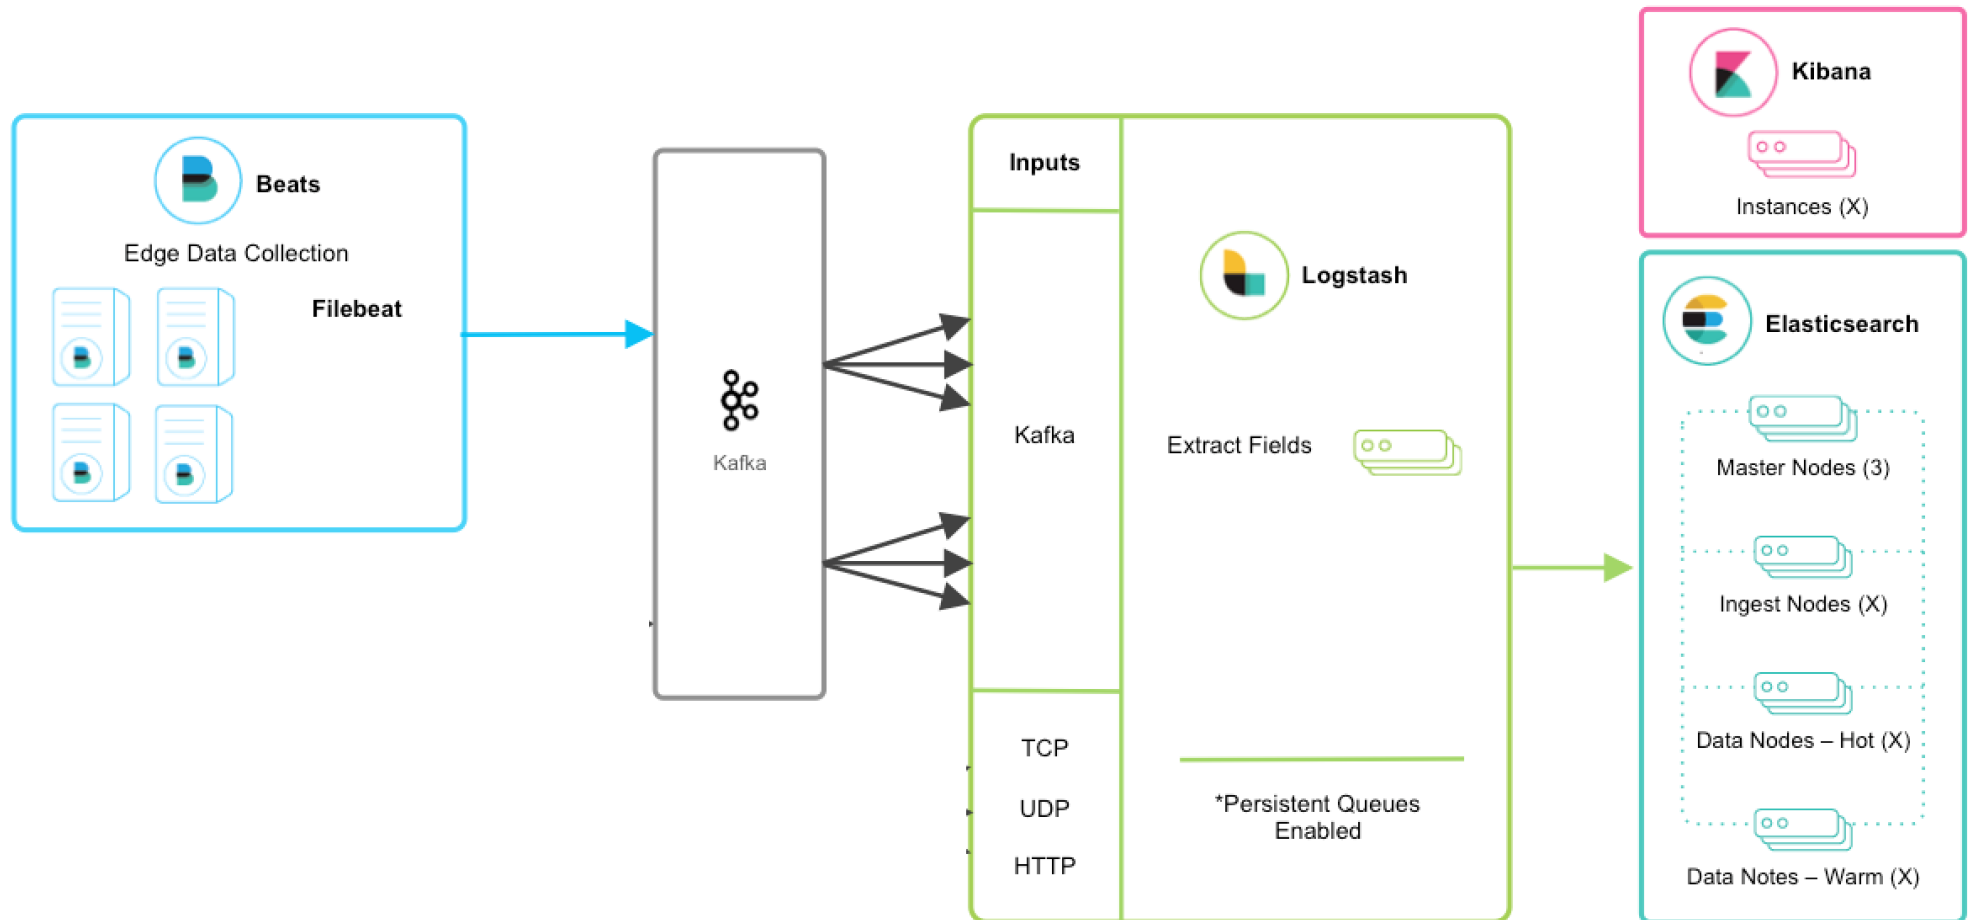 Beats
Edge Data Collection
Filebeat
Kafka
Inputs
Kafka
TCP
UDP
HTTP
Logstash
Extract Fields
*Persistent Queues
Enabled
Kibana
Instances (X)
Elasticsearch
Master Nodes (3)
Ingest Nodes (X)
Data Nodes – Hot (X)
Data Notes – Warm (X)